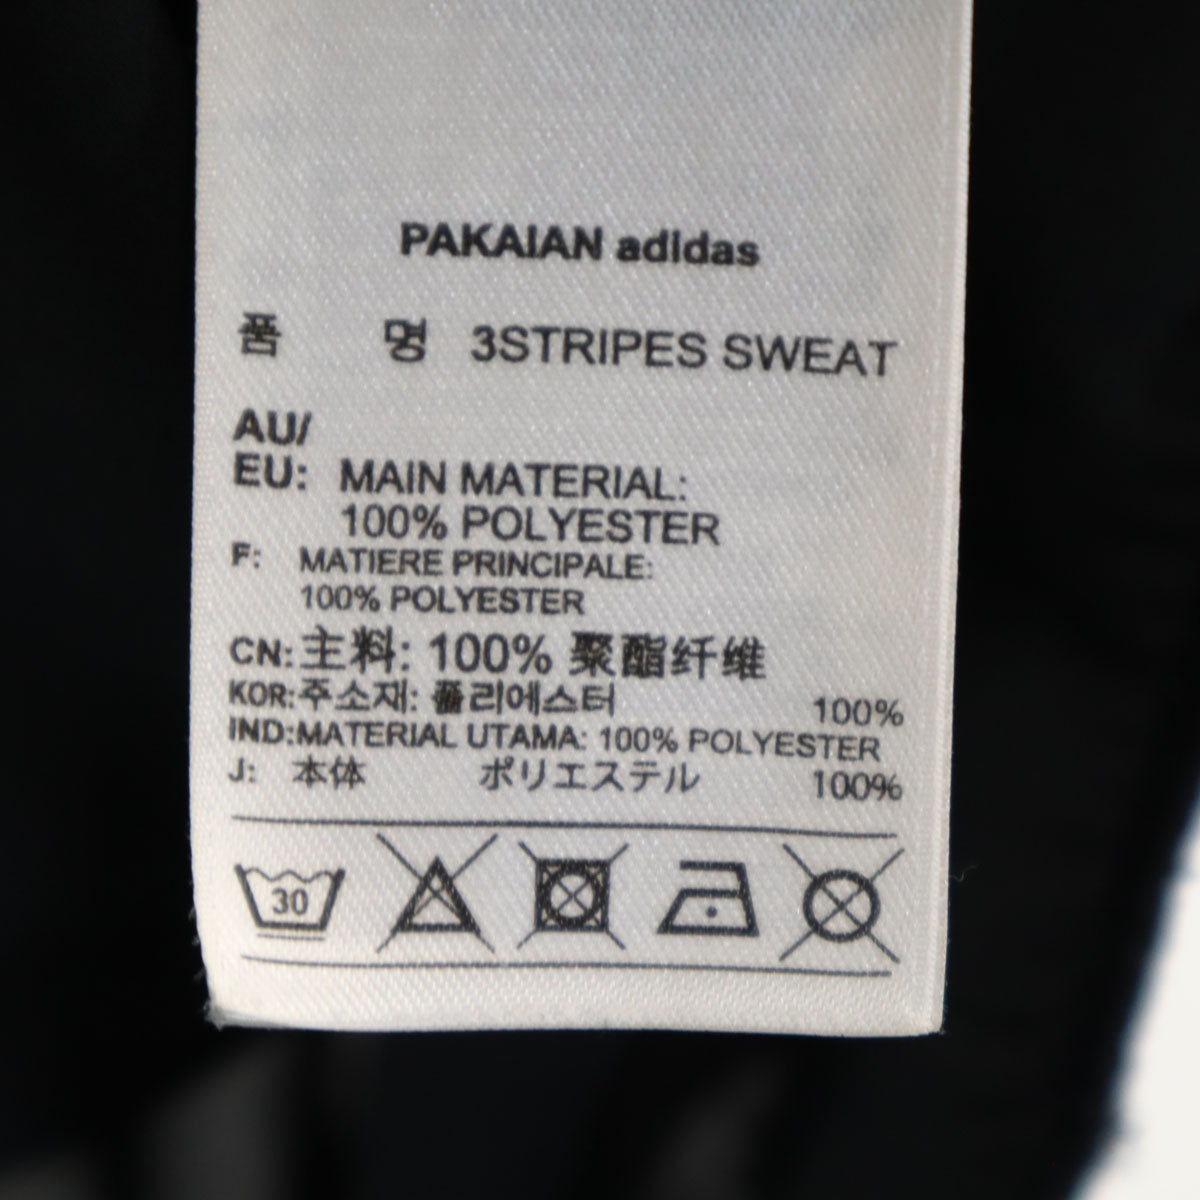 PAKAIAN adidas
품 명 3STRIPES SWEAT
AU/
EU: MAIN MATERIAL:
100% POLYESTER
F: MATIERE PRINCIPALE:
100% POLYESTER
CN: 主料: 100% 聚酯纤维
KOR: 주소재: 폴리에스터 100%
IND:MATERIAL UTAMA: 100% POLYESTER
J: 本体 ポリエステル 100%
30